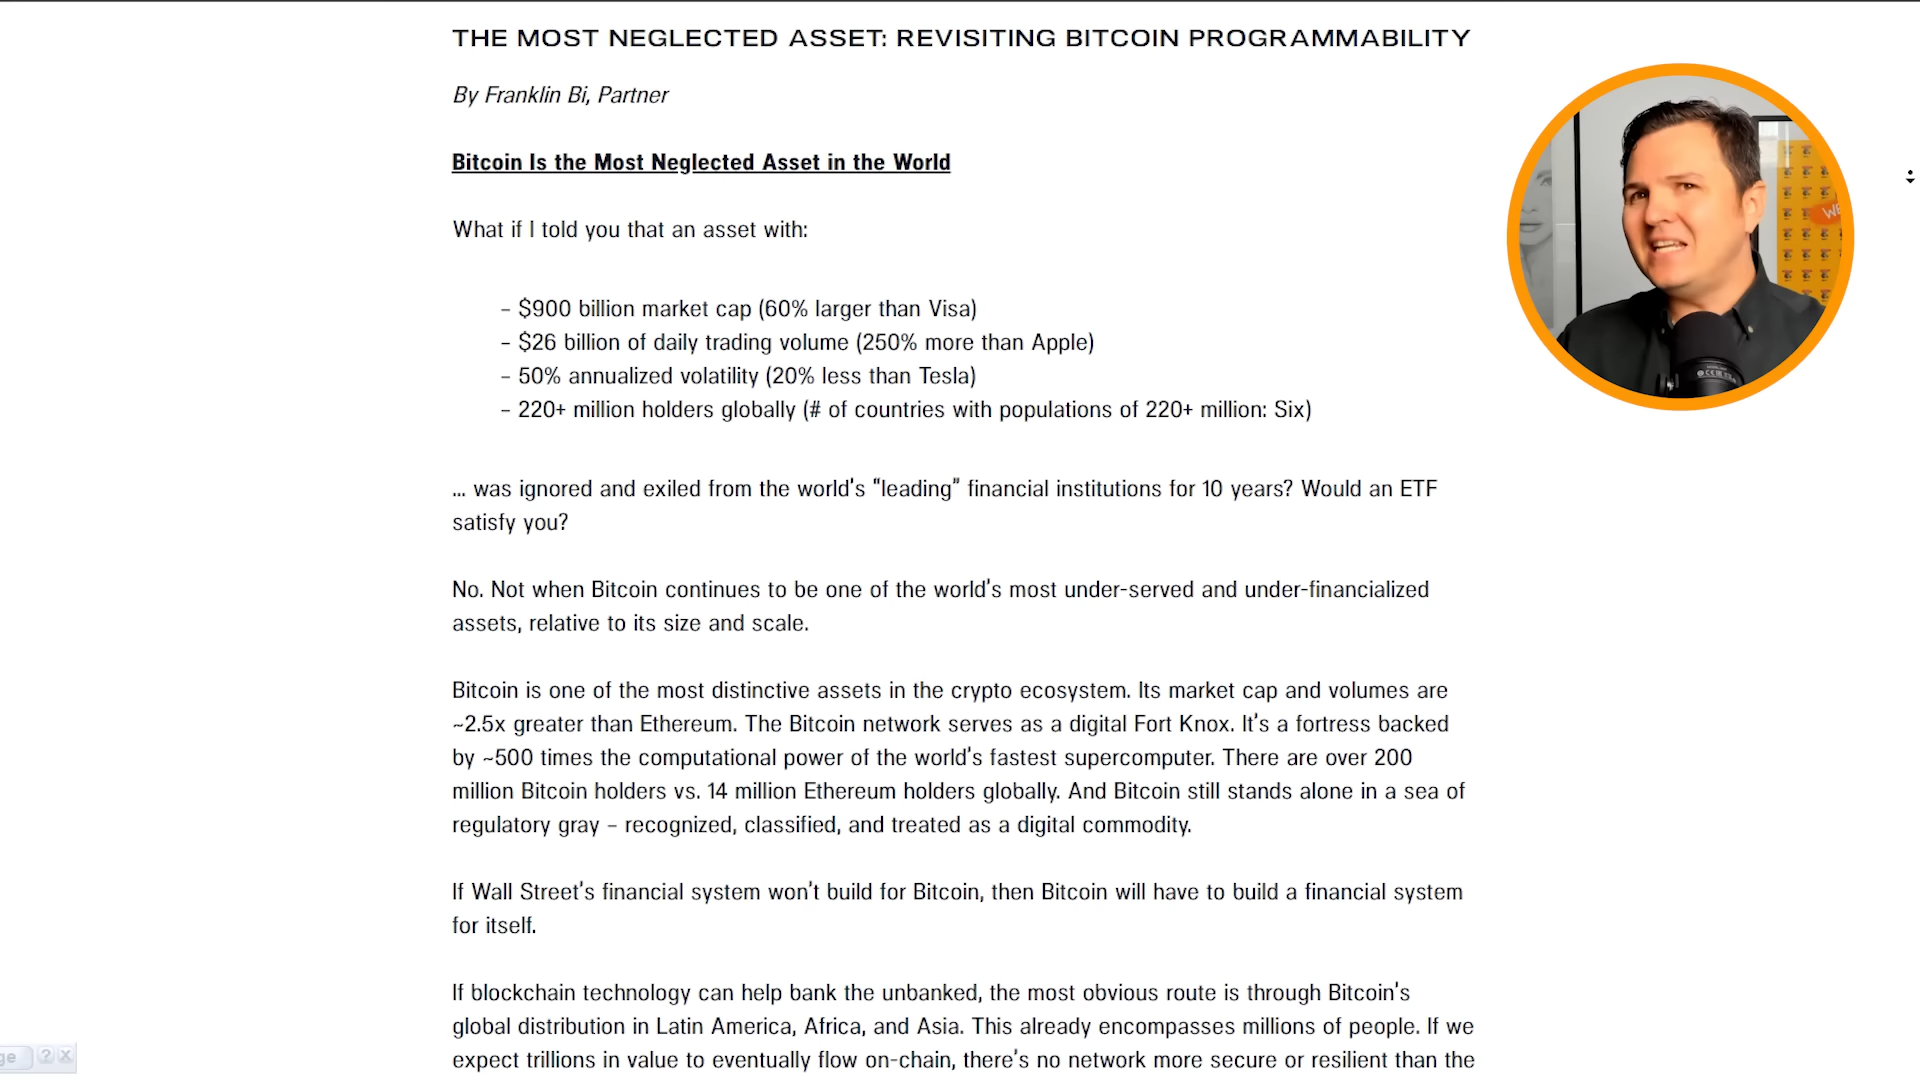 THE MOST NEGLECTED ASSET: REVISITING BITCOIN PROGRAMMABILITY
By Franklin Bi, Partner
Bitcoin Is the Most Neglected Asset in the World
What if I told you that an asset with:
– $900 billion market cap (60% larger than Visa)
– $26 billion of daily trading volume (250% more than Apple)
– 50% annualized volatility (20% less than Tesla)
– 220+ million holders globally (# of countries with populations of 220+ million: Six)
… was ignored and exiled from the world's “leading” financial institutions for 10 years? Would an ETF
satisfy you?
No. Not when Bitcoin continues to be one of the world's most under-served and under-financialized
assets, relative to its size and scale.
Bitcoin is one of the most distinctive assets in the crypto ecosystem. Its market cap and volumes are
~2.5x greater than Ethereum. The Bitcoin network serves as a digital Fort Knox. It's a fortress backed
by ~500 times the computational power of the world's fastest supercomputer. There are over 200
million Bitcoin holders vs. 14 million Ethereum holders globally. And Bitcoin still stands alone in a sea of
regulatory gray – recognized, classified, and treated as a digital commodity.
If Wall Street's financial system won't build for Bitcoin, then Bitcoin will have to build a financial system
for itself.
If blockchain technology can help bank the unbanked, the most obvious route is through Bitcoin's
global distribution in Latin America, Africa, and Asia. This already encompasses millions of people. If we
expect trillions in value to eventually flow on-chain, there's no network more secure or resilient than the
WE
ge ? X